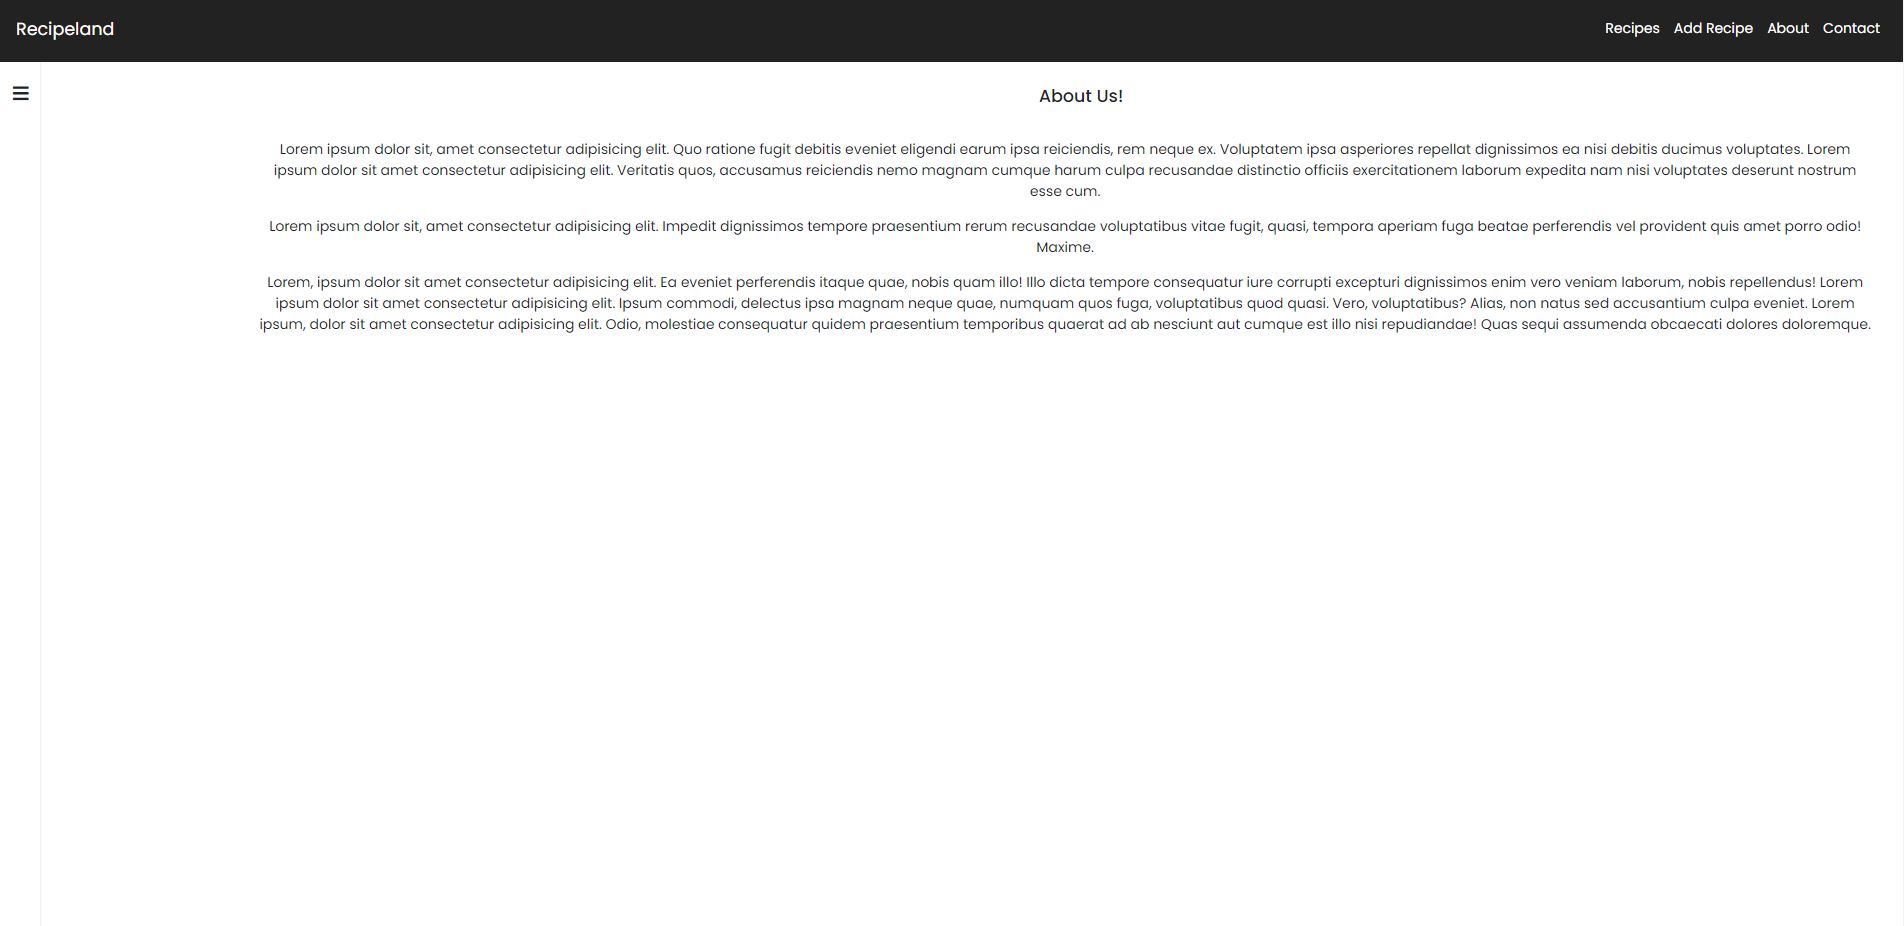 Recipeland
Recipes Add Recipe About Contact
About Us!
Lorem ipsum dolor sit, amet consectetur adipisicing elit. Quo ratione fugit debitis eveniet eligendi earum ipsa reiciendis, rem neque ex. Voluptatem ipsa asperiores repellat dignissimos ea nisi debitis ducimus voluptates. Lorem
ipsum dolor sit amet consectetur adipisicing elit. Veritatis quos, accusamus reiciendis nemo magnam cumque harum culpa recusandae distinctio officiis exercitationem laborum expedita nam nisi voluptates deserunt nostrum
esse cum.
Lorem ipsum dolor sit, amet consectetur adipisicing elit. Impedit dignissimos tempore praesentium rerum recusandae voluptatibus vitae fugit, quasi, tempora aperiam fuga beatae perferendis vel provident quis amet porro odio!
Maxime.
Lorem, ipsum dolor sit amet consectetur adipisicing elit. Ea eveniet perferendis itaque quae, nobis quam illo! Illo dicta tempore consequatur iure corrupti excepturi dignissimos enim vero veniam laborum, nobis repellendus! Lorem
ipsum dolor sit amet consectetur adipisicing elit. Ipsum commodi, delectus ipsa magnam neque quae, numquam quos fuga, voluptatibus quod quasi. Vero, voluptatibus? Alias, non natus sed accusantium culpa eveniet. Lorem
ipsum, dolor sit amet consectetur adipisicing elit. Odio, molestiae consequatur quidem praesentium temporibus quaerat ad ab nesciunt aut cumque est illo nisi repudiandae! Quas sequi assumenda obcaecati dolores doloremque.